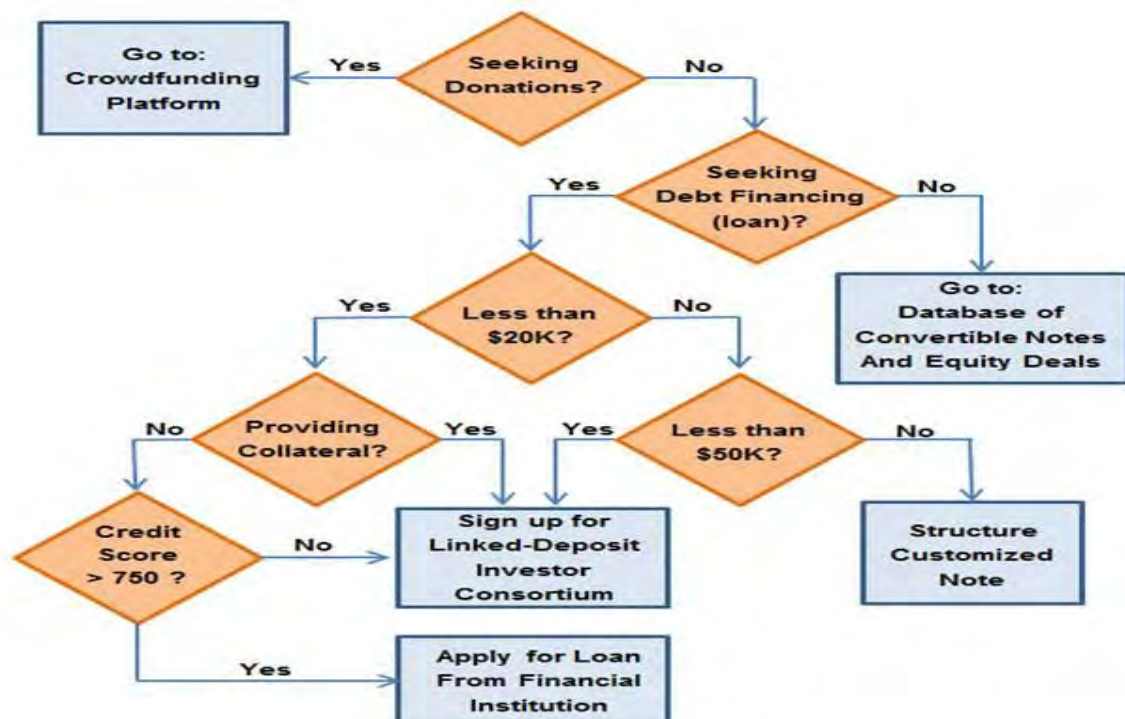 Go to:
Crowdfunding
Platform
Yes
Seeking
Donations?
No
Seeking
Debt Financing
(loan)?
Yes
No
Go to:
Database of
Convertible Notes
And Equity Deals
Less than
$20K?
Yes
No
Providing
Collateral?
No
Yes
Less than
$50K?
Yes
No
Credit
Score
> 750 ?
No
Sign up for
Linked-Deposit
Investor
Consortium
Structure
Customized
Note
Yes
Apply for Loan
From Financial
Institution